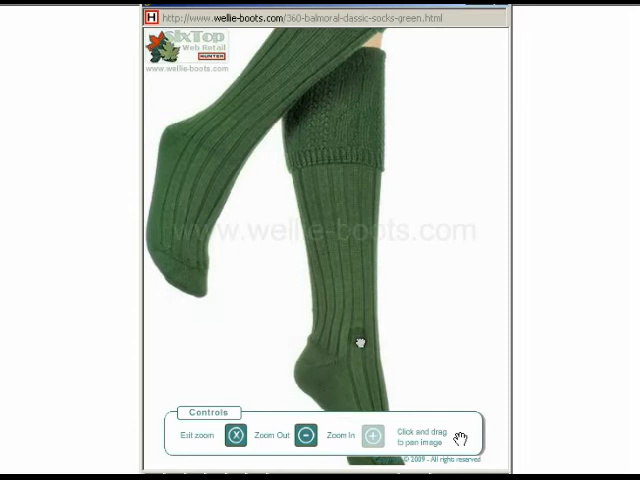 http://www.wellie-boots.com/360-balmoral-classic-socks-green.html
SixTop
Web Retail
HUNTER
www.wellie-boots.com
www.wellie-boots.com
Controls
Exit zoom
Zoom Out
Zoom In
Click and drag
to pan image
© 2009 - All rights reserved